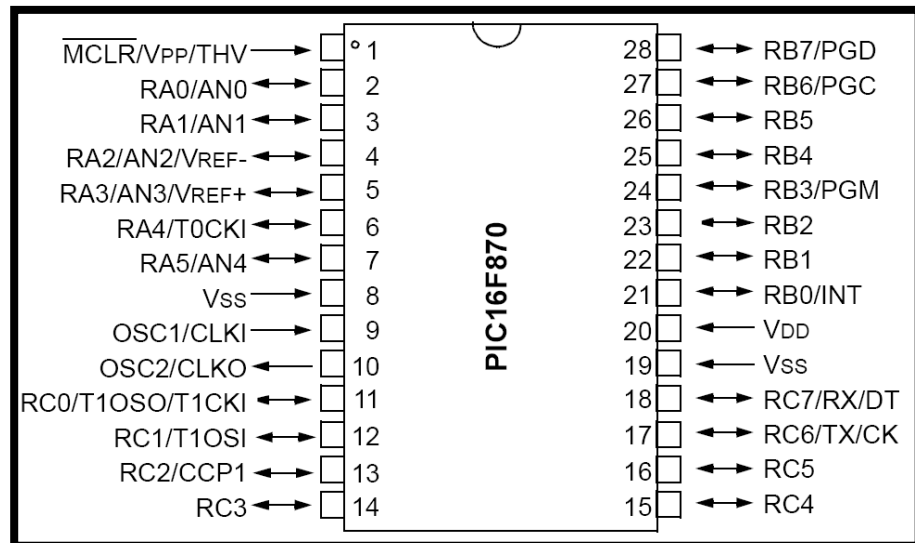 MCLR/VPP/THV 1 28 RB7/PGD
RA0/AN0 2 27 RB6/PGC
RA1/AN1 3 26 RB5
RA2/AN2/VREF- 4 25 RB4
RA3/AN3/VREF+ 5 24 RB3/PGM
RA4/T0CKI 6 23 RB2
RA5/AN4 7 22 RB1
VSS 8 21 RB0/INT
OSC1/CLKI 9 20 VDD
OSC2/CLKO 10 19 VSS
RC0/T1OSO/T1CKI 11 18 RC7/RX/DT
RC1/T1OSI 12 17 RC6/TX/CK
RC2/CCP1 13 16 RC5
RC3 14 15 RC4
PIC16F870